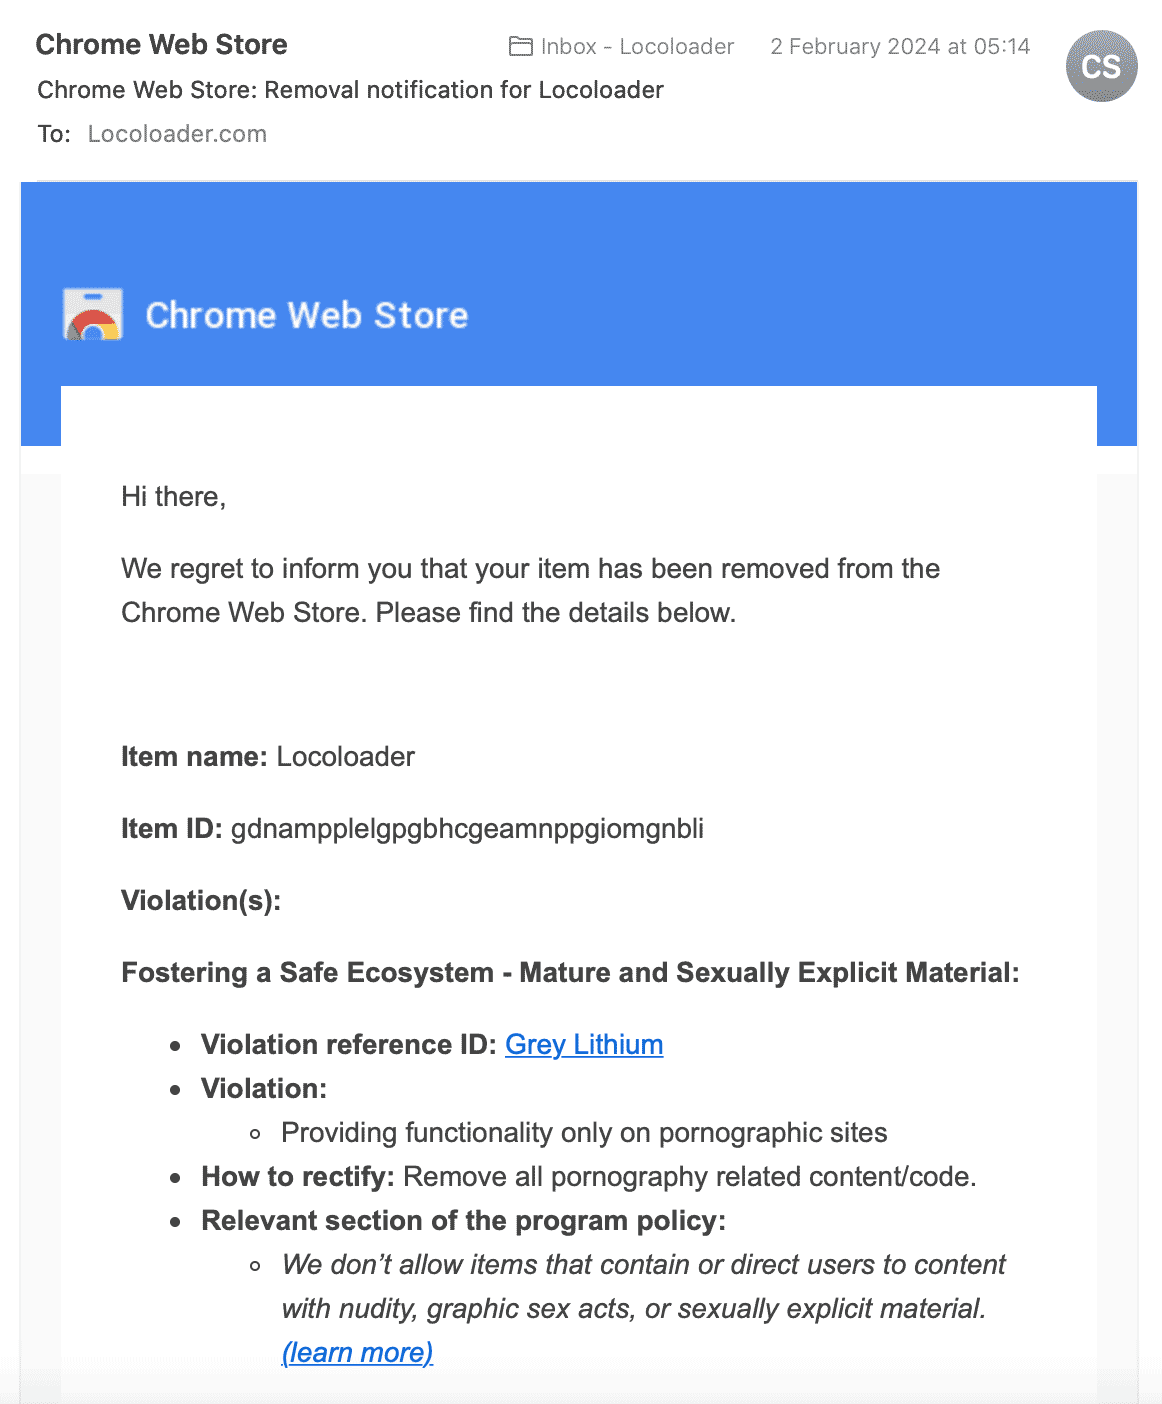 Chrome Web Store
Inbox - Locoloader
2 February 2024 at 05:14
CS
Chrome Web Store: Removal notification for Locoloader
To: Locoloader.com
Chrome Web Store
Hi there,
We regret to inform you that your item has been removed from the
Chrome Web Store. Please find the details below.
Item name: Locoloader
Item ID: gdnampplelgpgbhcgeamnppgiomgnbli
Violation(s):
Fostering a Safe Ecosystem - Mature and Sexually Explicit Material:
• Violation reference ID: Grey Lithium
• Violation:
◦ Providing functionality only on pornographic sites
• How to rectify: Remove all pornography related content/code.
• Relevant section of the program policy:
◦ We don’t allow items that contain or direct users to content
with nudity, graphic sex acts, or sexually explicit material.
(learn more)